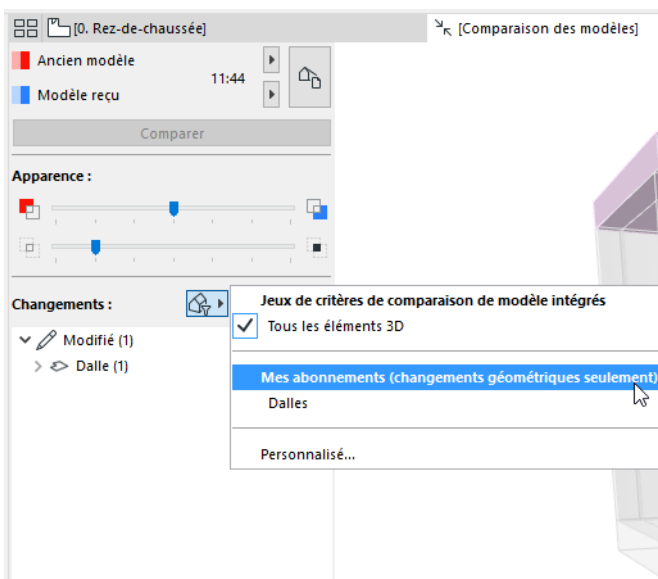 [0. Rez-de-chaussée]
[Comparaison des modèles]
Ancien modèle
11:44
Modèle reçu
Comparer
Apparence :
Changements :
Jeux de critères de comparaison de modèle intégrés
Tous les éléments 3D
Modifié (1)
Dalle (1)
Mes abonnements (changements géométriques seulement)
Dalles
Personnalisé...